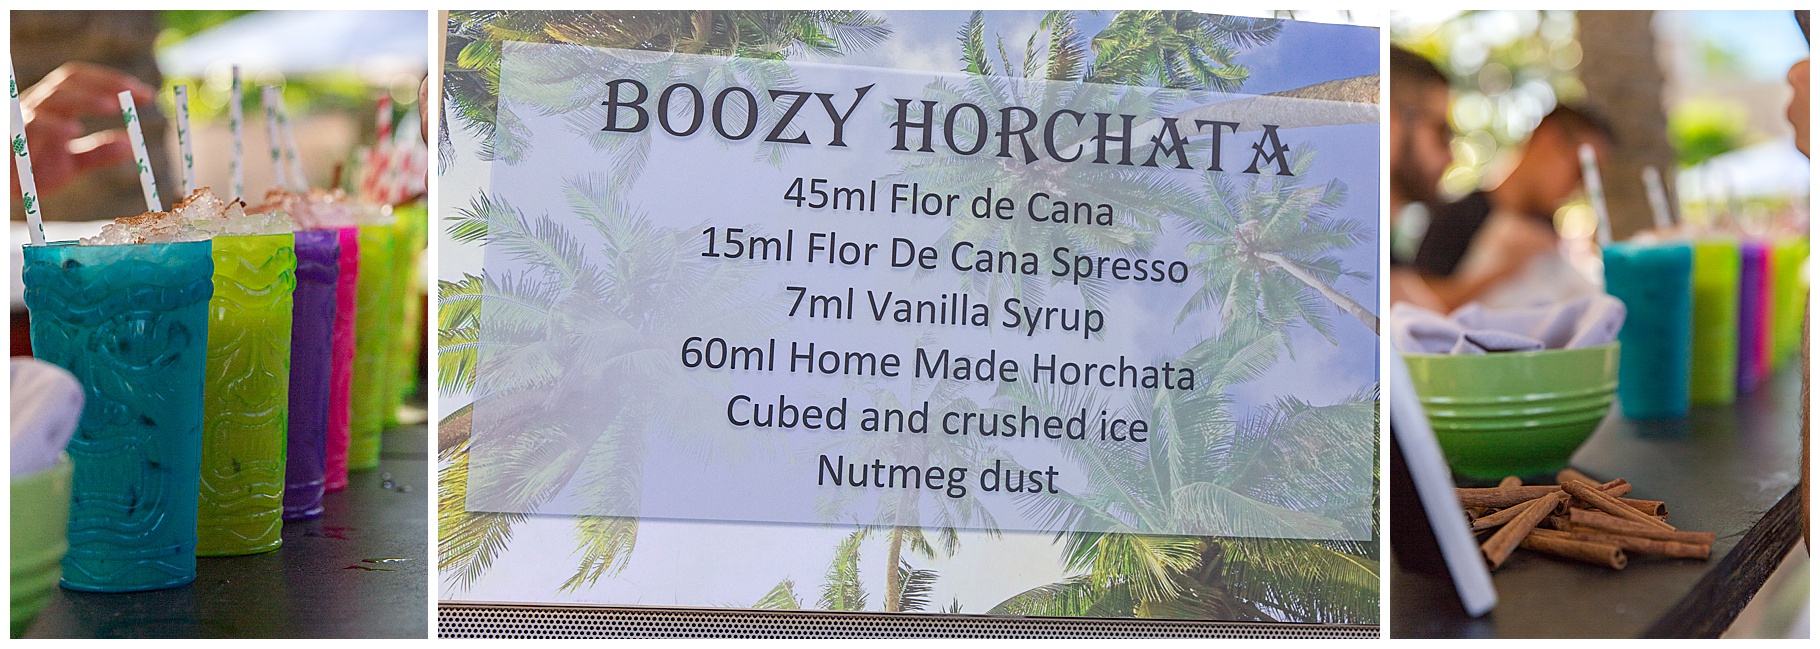 BOOZY HORCHATA
45ml Flor de Cana
15ml Flor De Cana Spresso
7ml Vanilla Syrup
60ml Home Made Horchata
Cubed and crushed ice
Nutmeg dust